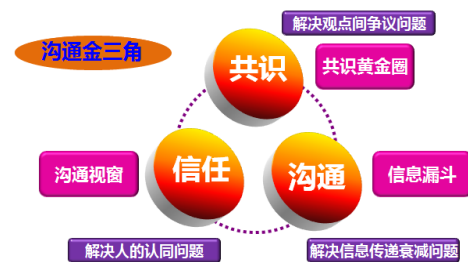 解决观点间争议问题
沟通金三角
共识
共识黄金圈
沟通视窗
信任
沟通
信息漏斗
解决人的认同问题
解决信息传递衰减问题